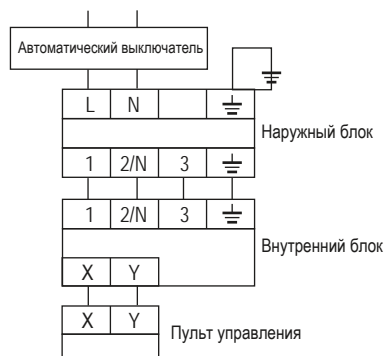 Автоматический выключатель
L N
Наружный блок
1 2/N 3
1 2/N 3
Внутренний блок
X Y
X Y
Пульт управления